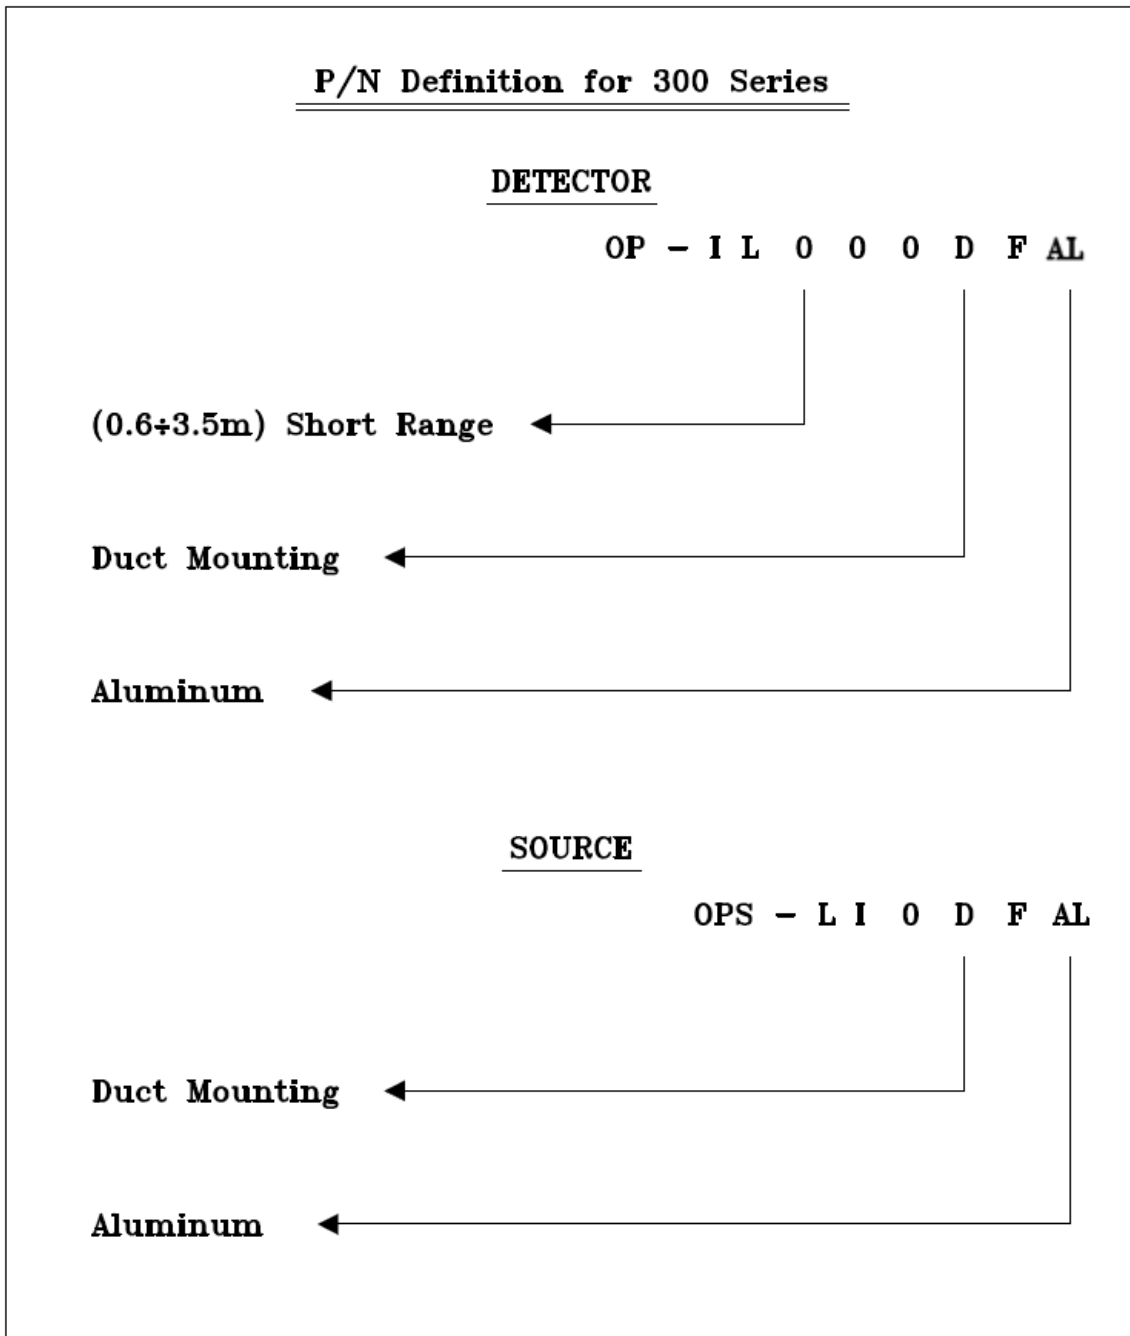 P/N Definition for 300 Series
DETECTOR
OP - I L 0 0 0 D F AL
(0.6÷3.5m) Short Range
Duct Mounting
Aluminum
SOURCE
OPS - L I 0 D F AL
Duct Mounting
Aluminum